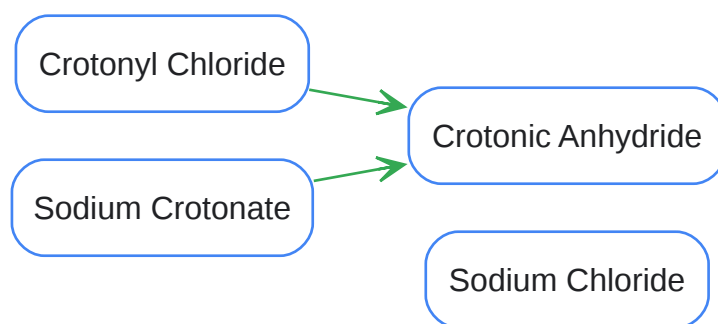 Crotonyl Chloride
Crotonic Anhydride
Sodium Crotonate
Sodium Chloride